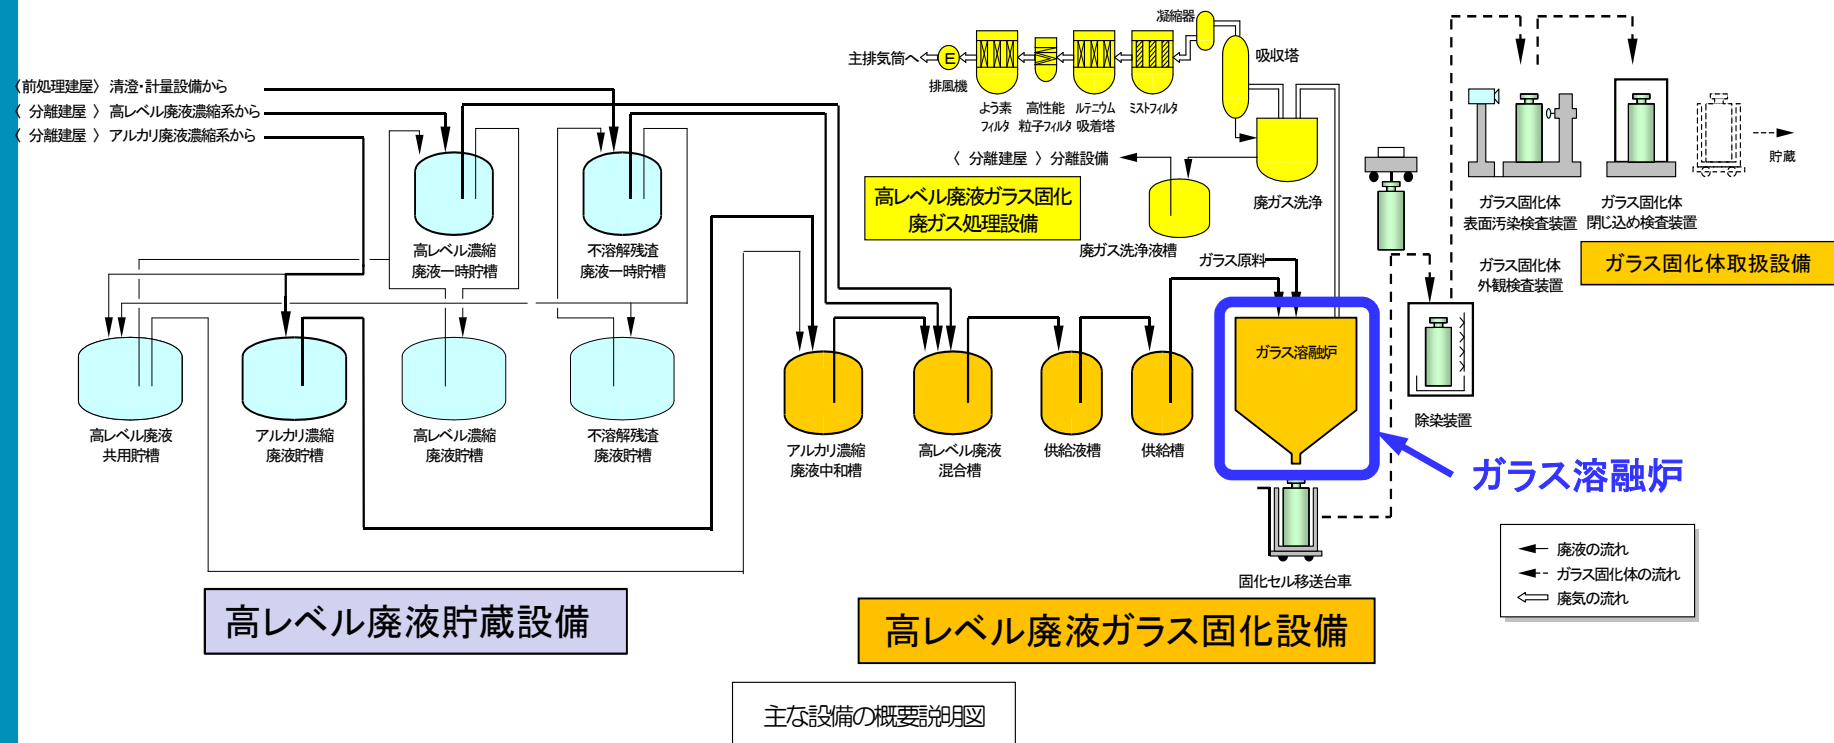 〈前処理建屋〉 清澄・計量設備から
〈 分離建屋 〉 高レベル廃液濃縮系から
〈 分離建屋 〉 アルカリ廃液濃縮系から
高レベル濃縮
廃液一時貯槽
不溶解残渣
廃液一時貯槽
高レベル廃液
共用貯槽
アルカリ濃縮
廃液貯槽
高レベル濃縮
廃液貯槽
不溶解残渣
廃液貯槽
高レベル廃液貯蔵設備
凝縮器
吸収塔
主排気筒へ
E
排風機
よう素
フィルタ
高性能
粒子フィルタ
ルテニウム
吸着塔
ミストフィルタ
〈 分離建屋 〉 分離設備
高レベル廃液ガラス固化
廃ガス処理設備
廃ガス洗浄
廃ガス洗浄液槽
ガラス原料
ガラス溶融炉
アルカリ濃縮
廃液中和槽
高レベル廃液
混合槽
供給液槽
供給槽
固化セル移送台車
高レベル廃液ガラス固化設備
ガラス固化体
表面汚染検査装置
ガラス固化体
閉じ込め検査装置
貯蔵
ガラス固化体
外観検査装置
ガラス固化体取扱設備
除染装置
ガラス溶融炉
廃液の流れ
ガラス固化体の流れ
廃気の流れ
主な設備の概要説明図